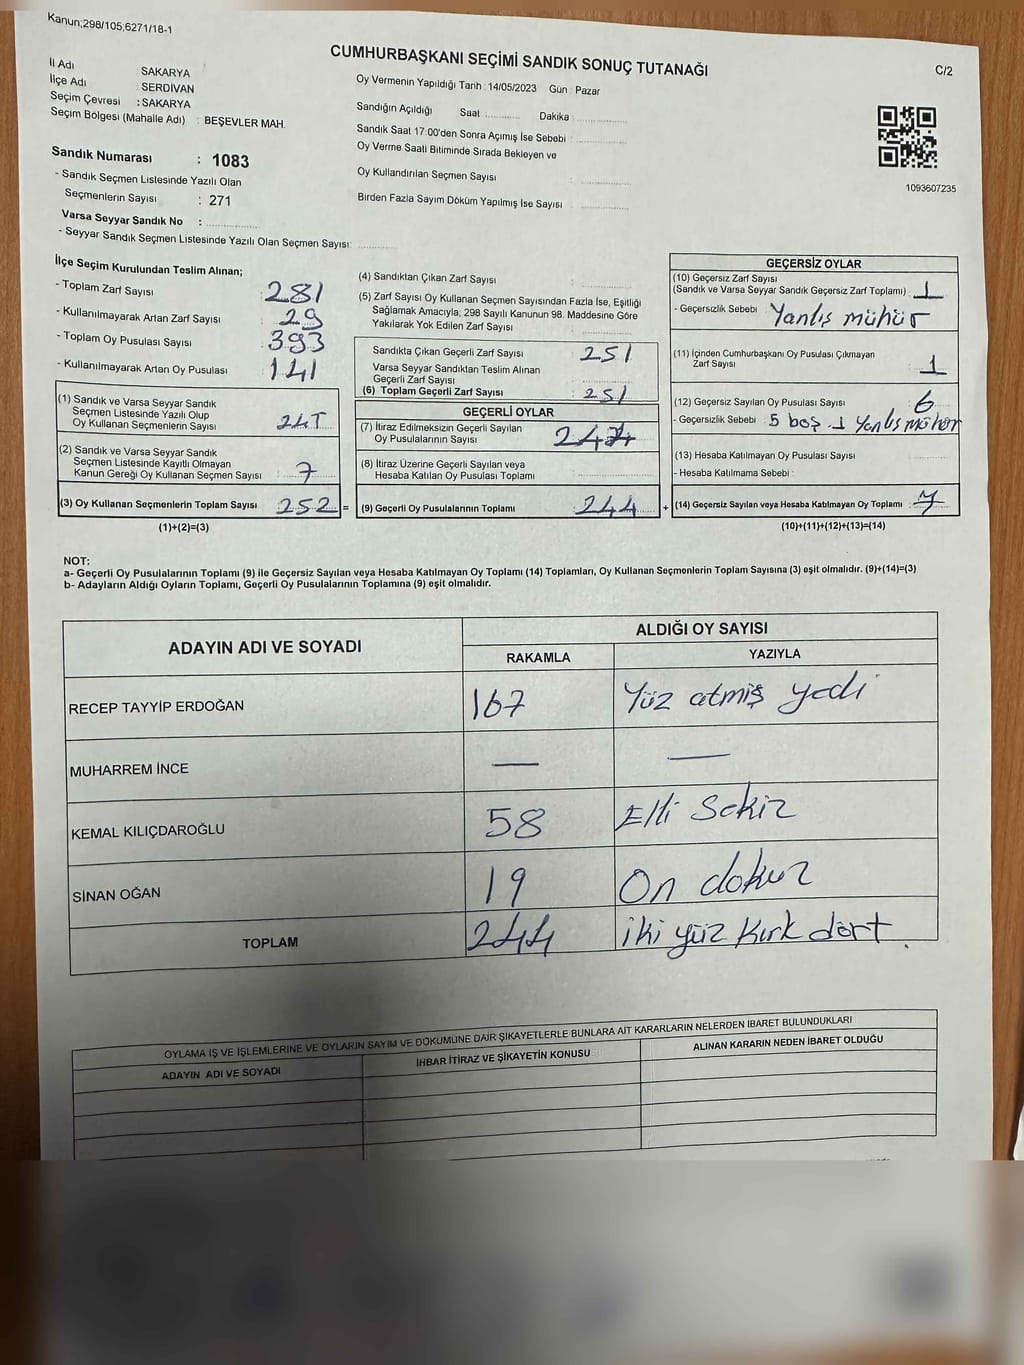 Kanun;298/105;6271/18-1
CUMHURBAŞKANI SEÇİMİ SANDIK SONUÇ TUTANAĞI
C/2
İl Adı : SAKARYA
İlçe Adı : SERDİVAN
Seçim Çevresi : SAKARYA
Seçim Bölgesi (Mahalle Adı) : BEŞEVLER MAH.
Oy Vermenin Yapıldığı Tarih : 14/05/2023 Gün : Pazar
Sandığın Açıldığı Saat ............ Dakika : ................
Sandık Saat 17:00'den Sonra Açımış İse Sebebi : ................
Oy Verme Saati Bitiminde Sırada Bekleyen ve
Oy Kullandırılan Seçmen Sayısı : ................
Birden Fazla Sayım Döküm Yapılmış İse Sayısı : ................
1093607235
Sandık Numarası : 1083
- Sandık Seçmen Listesinde Yazılı Olan
Seçmenlerin Sayısı : 271
Varsa Seyyar Sandık No : ................
- Seyyar Sandık Seçmen Listesinde Yazılı Olan Seçmen Sayısı: ............
İlçe Seçim Kurulundan Teslim Alınan;
- Toplam Zarf Sayısı : 281
- Kullanılmayarak Artan Zarf Sayısı : 29
- Toplam Oy Pusulası Sayısı : 393
- Kullanılmayarak Artan Oy Pusulası : 141
(1) Sandık ve Varsa Seyyar Sandık
Seçmen Listesinde Yazılı Olup
Oy Kullanan Seçmenlerin Sayısı
(2) Sandık ve Varsa Seyyar Sandık
Seçmen Listesinde Kayıtlı Olmayan
Kanun Gereği Oy Kullanan Seçmen Sayısı : 7
(3) Oy Kullanan Seçmenlerin Toplam Sayısı 252 =
(1)+(2)=(3)
(4) Sandıktan Çıkan Zarf Sayısı : ................
(5) Zarf Sayısı Oy Kullanan Seçmen Sayısından Fazla İse, Eşitliği
Sağlamak Amacıyla; 298 Sayılı Kanunun 98. Maddesine Göre
Yakılarak Yok Edilen Zarf Sayısı : ................
Sandıkta Çıkan Geçerli Zarf Sayısı : 251
Varsa Seyyar Sandıktan Teslim Alınan
Geçerli Zarf Sayısı : ................
(6) Toplam Geçerli Zarf Sayısı : 251
GEÇERLİ OYLAR
(7) İtiraz Edilmeksizin Geçerli Sayılan
Oy Pusulalarının Sayısı : 244
(8) İtiraz Üzerine Geçerli Sayılan veya
Hesaba Katılan Oy Pusulası Toplamı : ................
(9) Geçerli Oy Pusulalarının Toplamı : 244 +
GEÇERSİZ OYLAR
(10) Geçersiz Zarf Sayısı
(Sandık ve Varsa Seyyar Sandık Geçersiz Zarf Toplamı) : 1
- Geçersizlik Sebebi : Yanlış mühür
(11) İçinden Cumhurbaşkanı Oy Pusulası Çıkmayan
Zarf Sayısı : 1
(12) Geçersiz Sayılan Oy Pusulası Sayısı : 6
- Geçersizlik Sebebi : 5 boş 1 Yanlış mühür
(13) Hesaba Katılmayan Oy Pusulası Sayısı : ................
- Hesaba Katılmama Sebebi :
(14) Geçersiz Sayılan veya Hesaba Katılmayan Oy Toplamı :
(10)+(11)+(12)+(13)=(14)
NOT:
a- Geçerli Oy Pusulalarının Toplamı (9) ile Geçersiz Sayılan veya Hesaba Katılmayan Oy Toplamı (14) Toplamları, Oy Kullanan Seçmenlerin Toplam Sayısına (3) eşit olmalıdır. (9)+(14)=(3)
b- Adayların Aldığı Oyların Toplamı, Geçerli Oy Pusulalarının Toplamına (9) eşit olmalıdır.
ADAYIN ADI VE SOYADI
ALDIĞI OY SAYISI
RAKAMLA YAZIYLA
RECEP TAYYİP ERDOĞAN 167 Yüz atmiş yedi
MUHARREM İNCE — —
KEMAL KILIÇDAROĞLU 58 Elli Sekiz
SİNAN OĞAN 19 On dokuz
TOPLAM 244 iki yüz kırk dört .
OYLAMA İŞ VE İŞLEMLERİNE VE OYLARIN SAYIM VE DÖKÜMÜNE DAİR ŞİKAYETLERLE BUNLARA AİT KARARLARIN NELERDEN İBARET BULUNDUKLARI
ADAYIN ADI VE SOYADI İHBAR İTİRAZ VE ŞİKAYETİN KONUSU ALINAN KARARIN NEDEN İBARET OLDUĞU